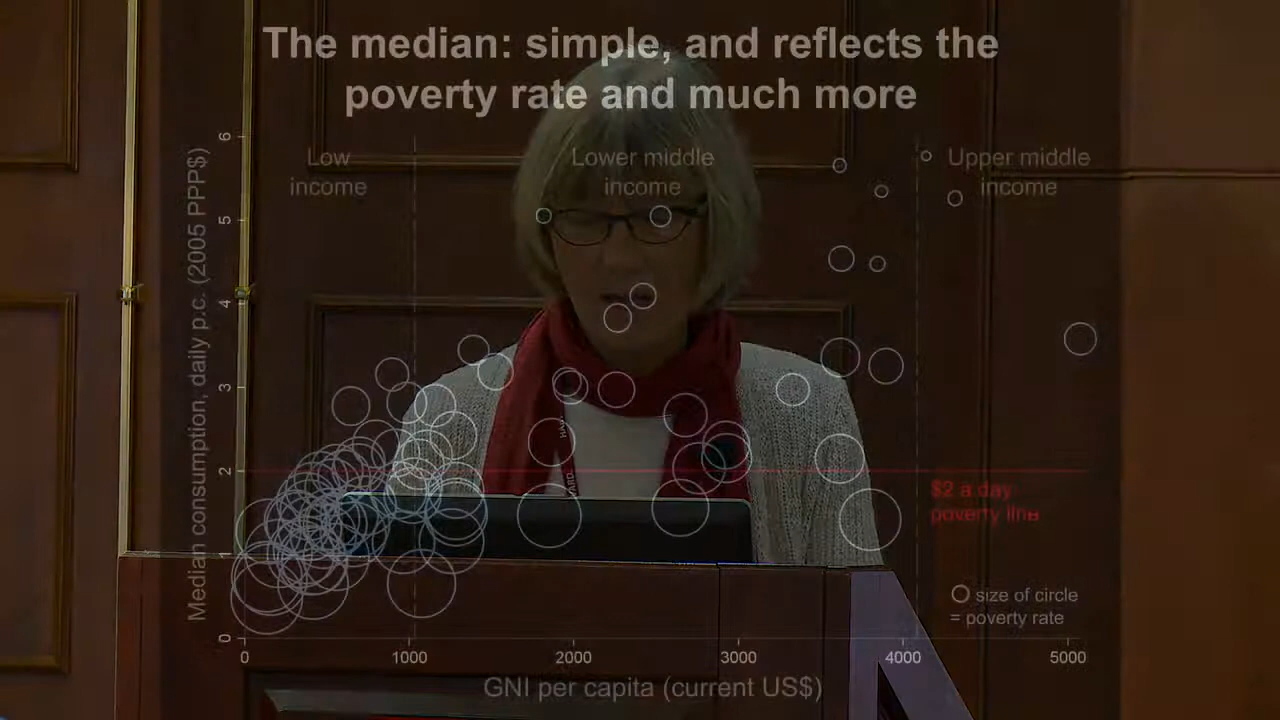 The median: simple, and reflects the
poverty rate and much more
Low
income
Lower middle
income
Upper middle
income
Median consumption, daily p.c. (2005 PPP$)
6
5
4
3
2
1
0
$2 a day
poverty line
size of circle
= poverty rate
0 1000 2000 3000 4000 5000
GNI per capita (current US$)